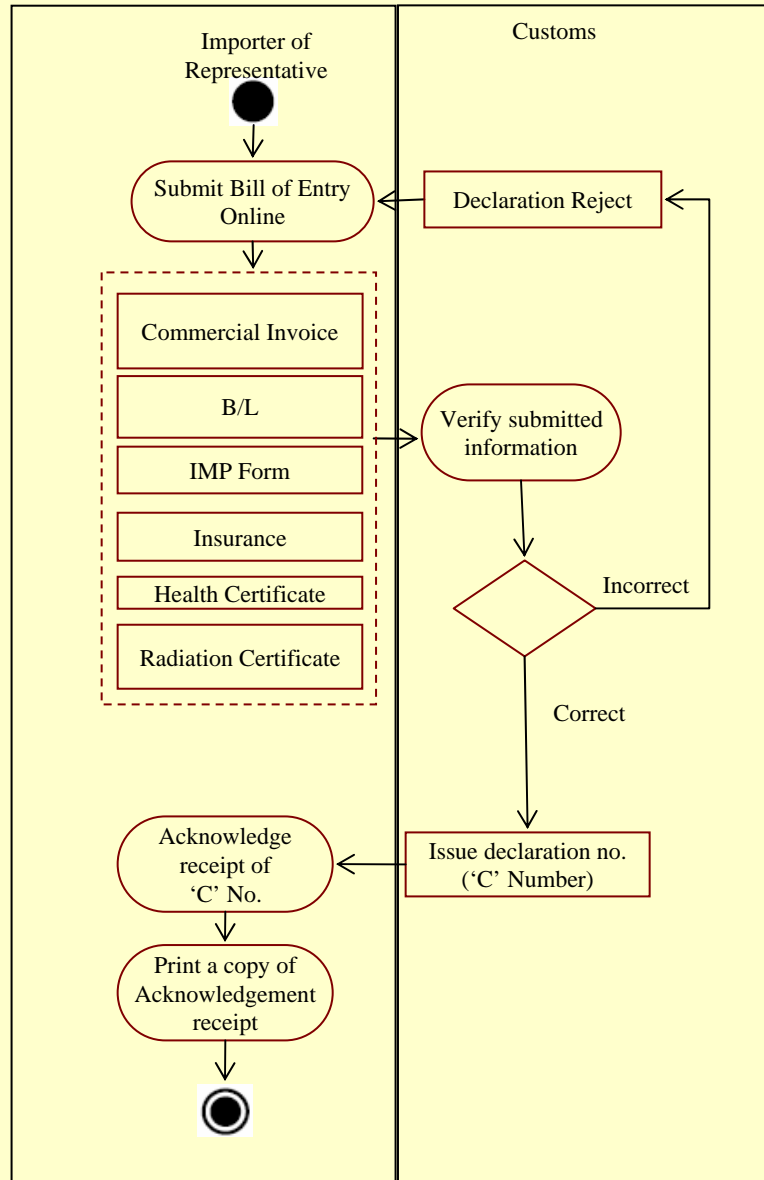 Importer of
Representative
Customs
Submit Bill of Entry
Online
Declaration Reject
Commercial Invoice
B/L
IMP Form
Insurance
Health Certificate
Radiation Certificate
Verify submitted
information
Incorrect
Correct
Issue declaration no.
(‘C’ Number)
Acknowledge
receipt of
‘C’ No.
Print a copy of
Acknowledgement
receipt